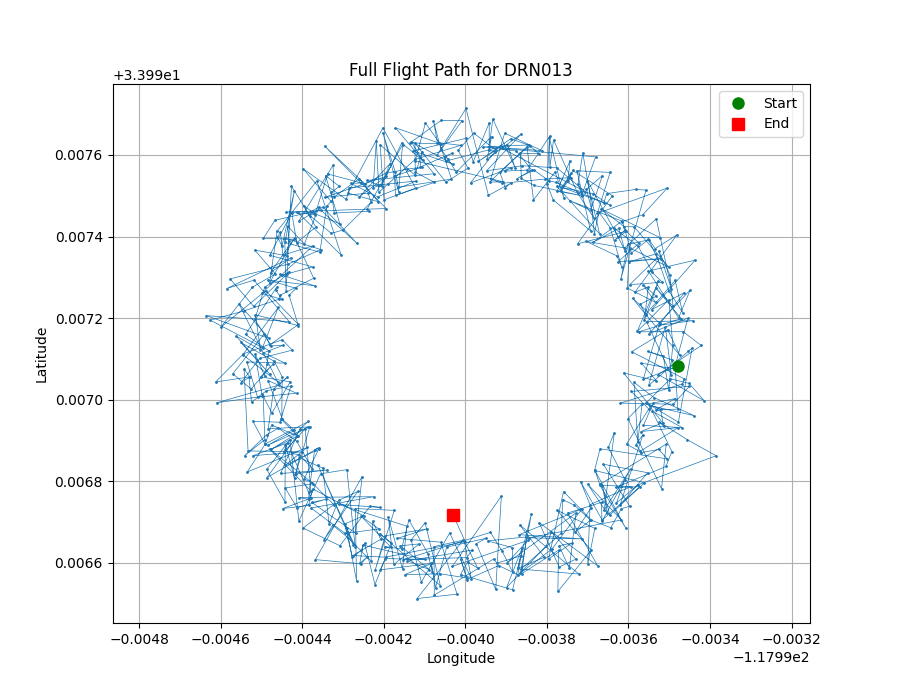 Full Flight Path for DRN013
+3.399e1
Start
End
0.0076
0.0074
0.0072
0.0070
0.0068
0.0066
Latitude
−0.0048 −0.0046 −0.0044 −0.0042 −0.0040 −0.0038 −0.0036 −0.0034 −0.0032
Longitude
−1.1799e2